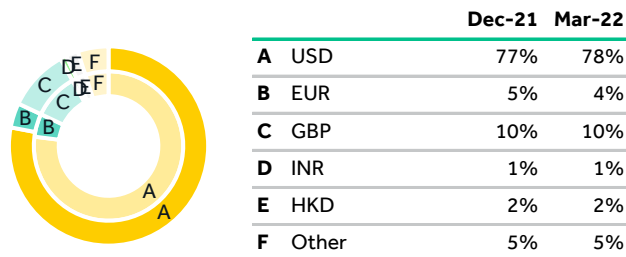 Dec-21 Mar-22
A USD 77% 78%
B EUR 5% 4%
C GBP 10% 10%
D INR 1% 1%
E HKD 2% 2%
F Other 5% 5%
D E F
C
D E F
C
B
B
A
A